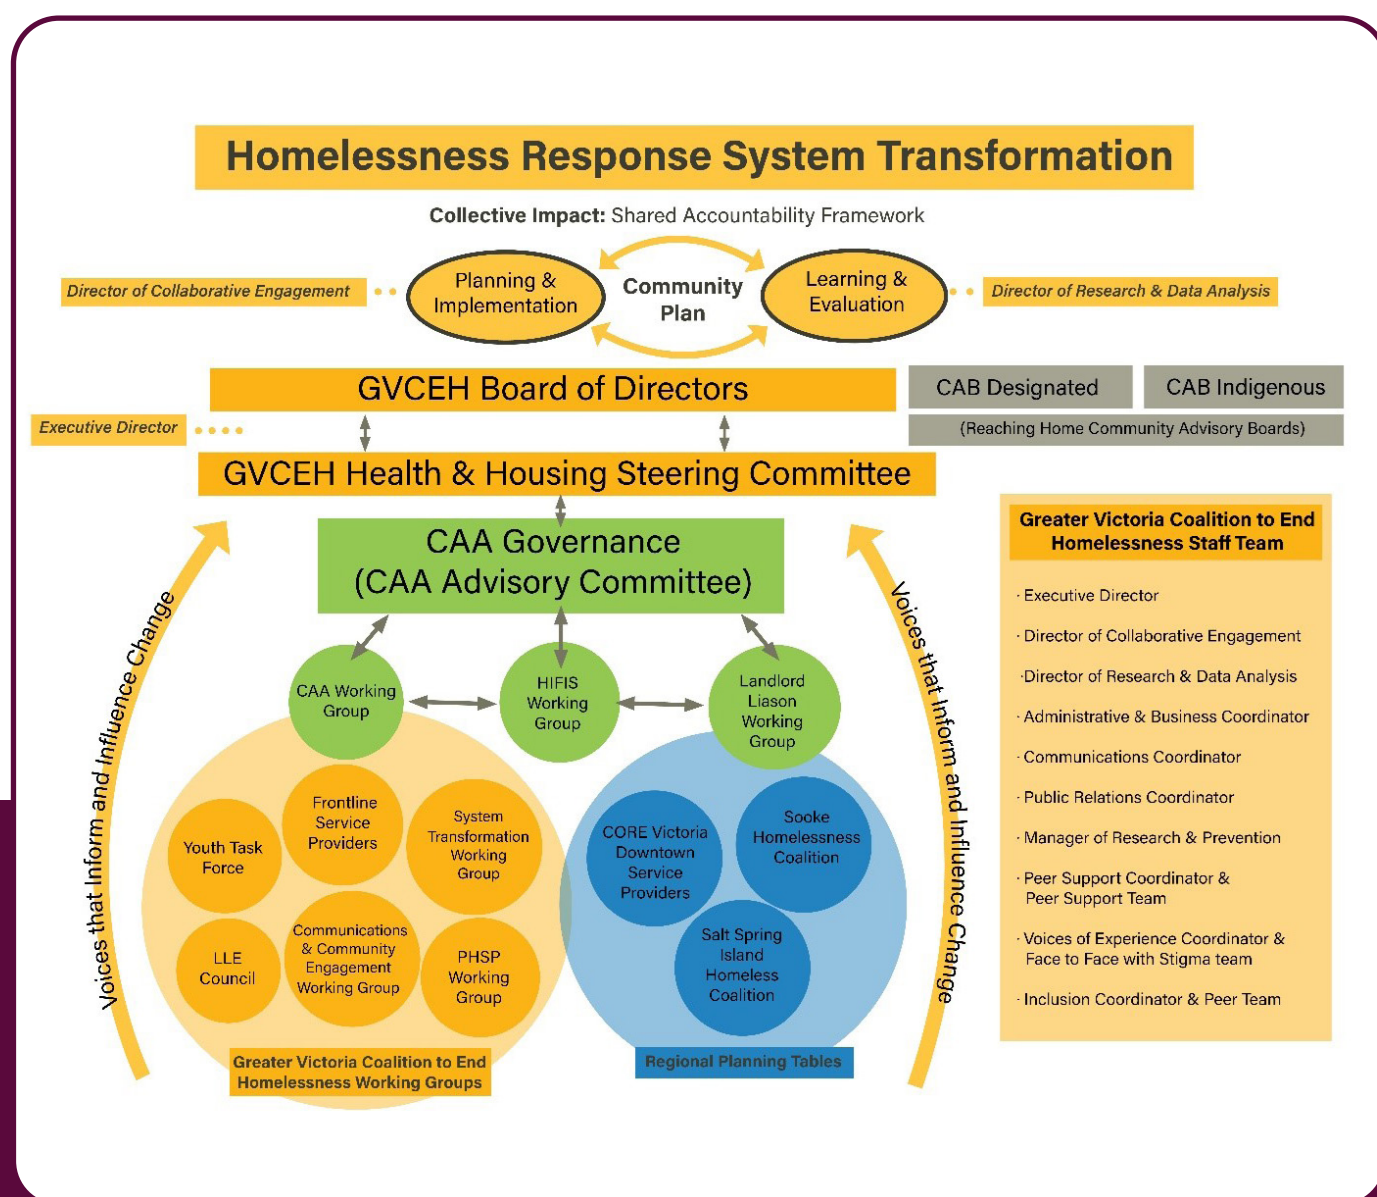 Homelessness Response System Transformation
Collective Impact: Shared Accountability Framework
Director of Collaborative Engagement
Planning &
Implementation
Community
Plan
Learning &
Evaluation
Director of Research & Data Analysis
GVCEH Board of Directors
CAB Designated
CAB Indigenous
(Reaching Home Community Advisory Boards)
Executive Director
GVCEH Health & Housing Steering Committee
CAA Governance
(CAA Advisory Committee)
Voices that Inform and Influence Change
Voices that Inform and Influence Change
CAA Working
Group
HIFIS
Working
Group
Landlord
Liason
Working
Group
Youth Task
Force
Frontline
Service
Providers
System
Transformation
Working
Group
LLE
Council
Communications
& Community
Engagement
Working Group
PHSP
Working
Group
Greater Victoria Coalition to End
Homelessness Working Groups
CORE Victoria
Downtown
Service
Providers
Sooke
Homelessness
Coalition
Salt Spring
Island
Homeless
Coalition
Regional Planning Tables
Greater Victoria Coalition to End
Homelessness Staff Team
· Executive Director
· Director of Collaborative Engagement
· Director of Research & Data Analysis
· Administrative & Business Coordinator
· Communications Coordinator
· Public Relations Coordinator
· Manager of Research & Prevention
· Peer Support Coordinator &
Peer Support Team
· Voices of Experience Coordinator &
Face to Face with Stigma team
· Inclusion Coordinator & Peer Team